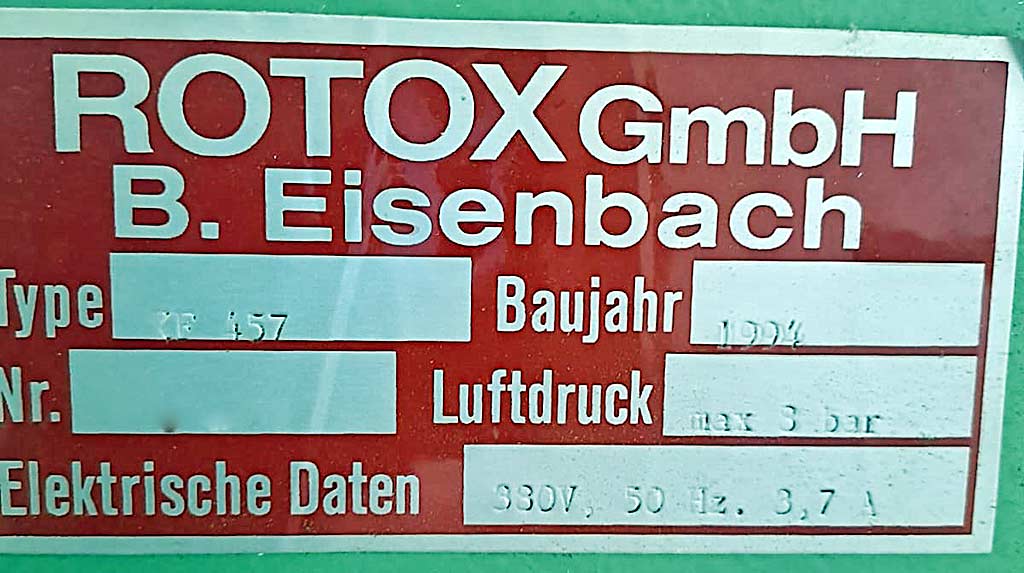 ROTOX GmbH
B. Eisenbach
Type KF 457 Baujahr 1994
Nr. Luftdruck max 8 bar
Elektrische Daten 380V, 50 Hz. 3,7 A